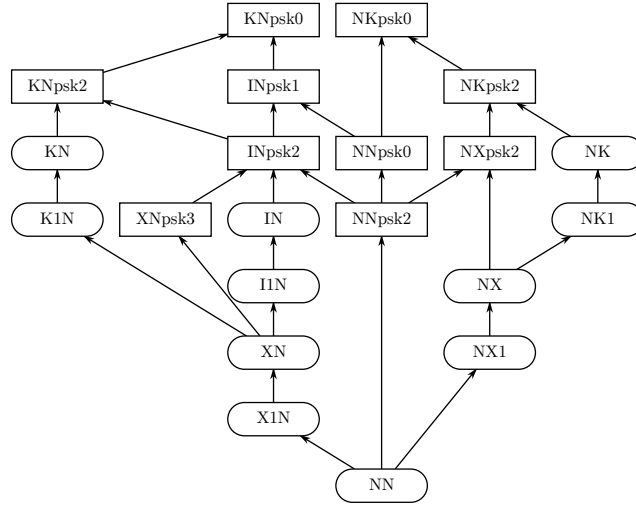 KNpsk0
NKpsk0
KNpsk2
INpsk1
NKpsk2
KN
INpsk2
NNpsk0
NXpsk2
NK
K1N
XNpsk3
IN
NNpsk2
NK1
I1N
NX
XN
NX1
X1N
NN